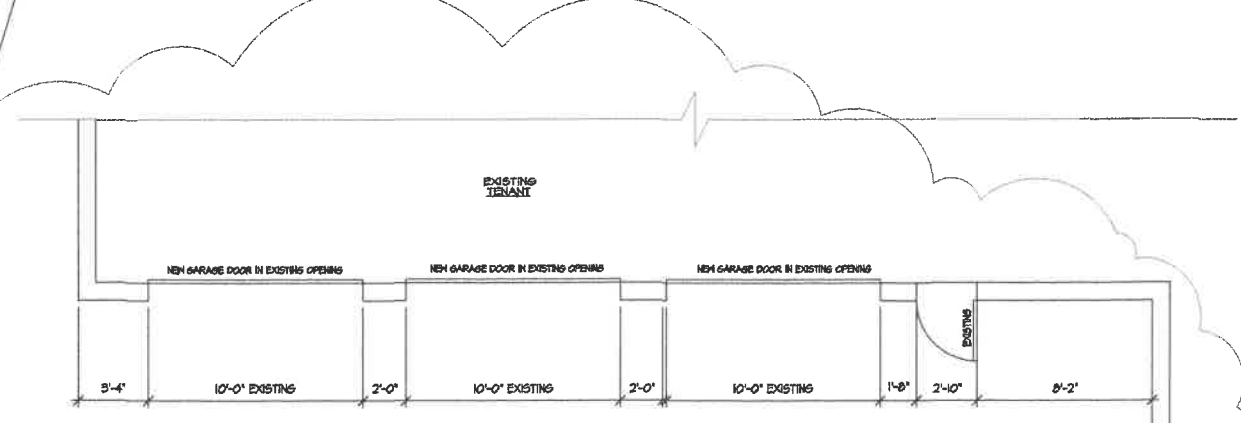 EXISTING
TENANT
NEW GARAGE DOOR IN EXISTING OPENING
NEW GARAGE DOOR IN EXISTING OPENING
NEW GARAGE DOOR IN EXISTING OPENING
EXISTING
3'-4"
10'-0" EXISTING
2'-0"
10'-0" EXISTING
2'-0"
10'-0" EXISTING
1'-8"
2'-10"
8'-2"